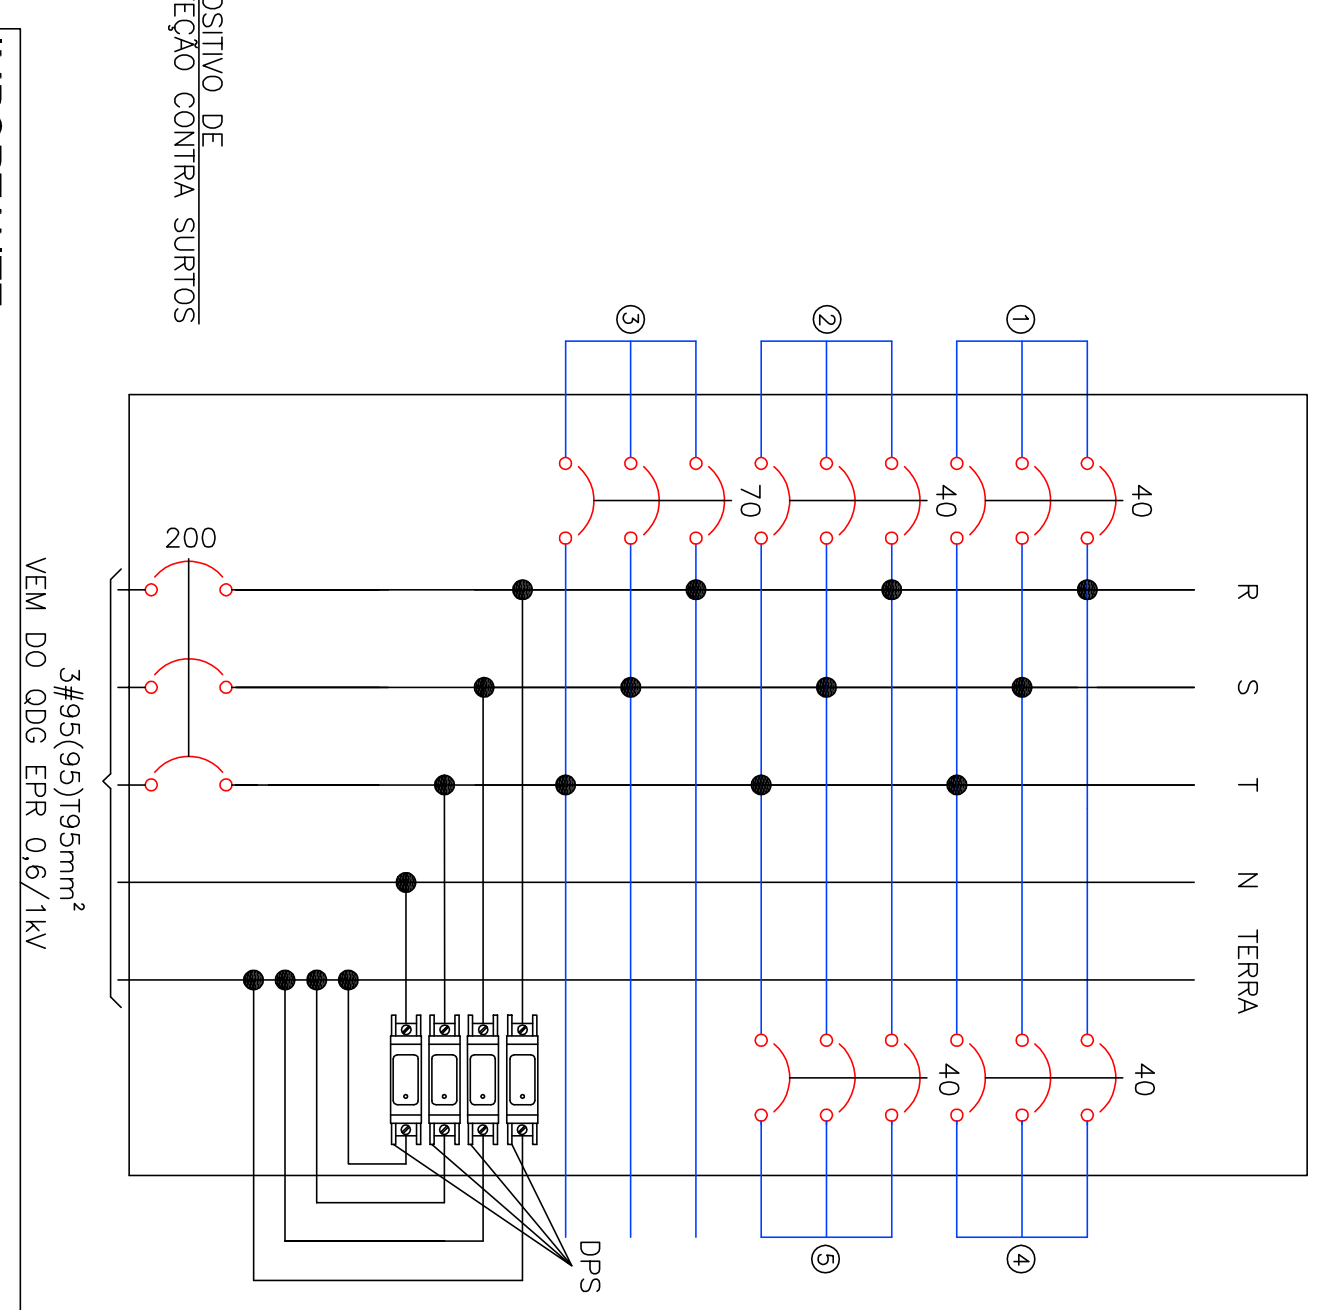 OSITIVO DE
EÇÃO CONTRA SURTOS
1
2
3
40
40
70
200
R
S
T
N
TERRA
3#95(95)T95mm²
VEM DO QDG EPR 0,6/1kV
40
40
4
5
DPS